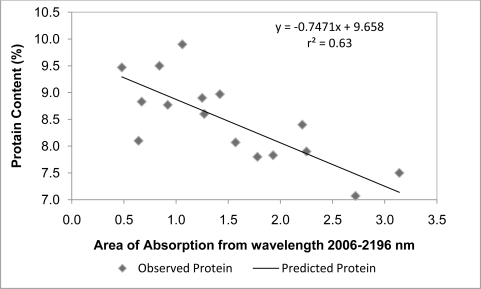 y = -0.7471x + 9.658
r² = 0.63
10.5
10.0
9.5
9.0
8.5
8.0
7.5
7.0
Protain Content (%)
0.0 0.5 1.0 1.5 2.0 2.5 3.0 3.5
Area of Absorption from wavelength 2006-2196 nm
Observed Protein Predicted Protein